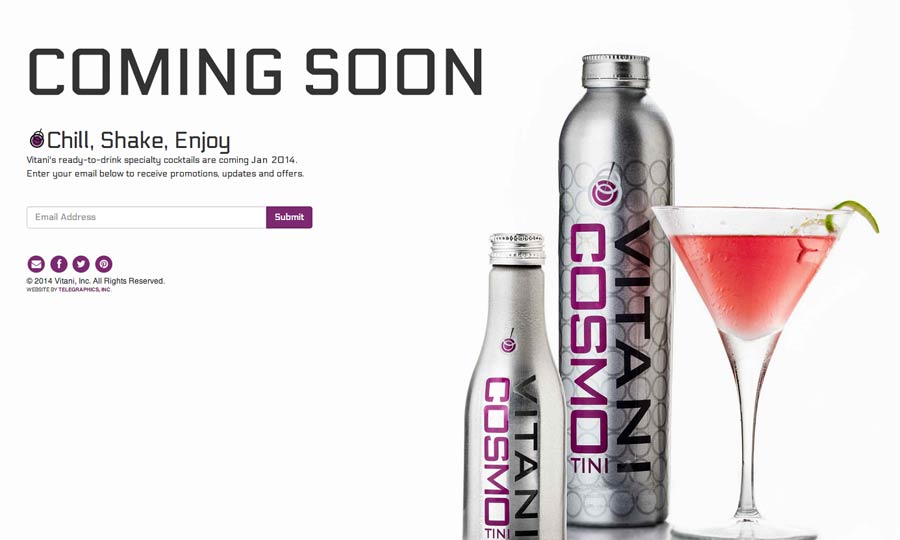 COMING SOON
Chill, Shake, Enjoy
Vitani's ready-to-drink specialty cocktails are coming Jan 2014.
Enter your email below to receive promotions, updates and offers.
Email Address
Submit
© 2014 Vitani, Inc. All Rights Reserved.
WEBSITE BY TELEGRAPHICS, INC.
VITANI
COSMO
TINI
VITANI
COSMO
TINI